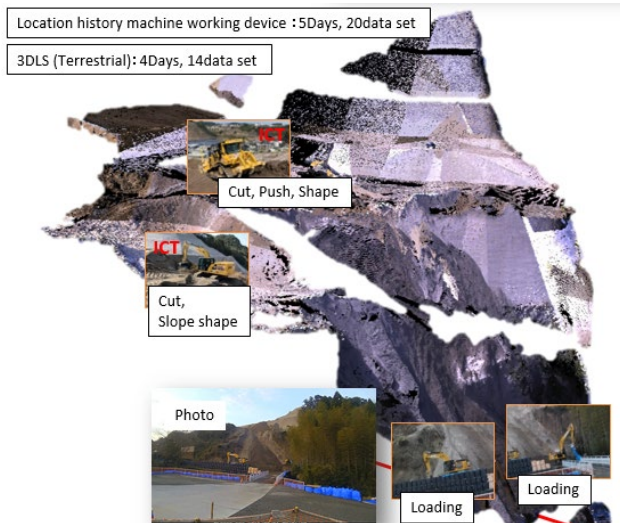 Location history machine working device：5Days, 20data set
3DLS (Terrestrial)：4Days, 14data set
ICT
Cut, Push, Shape
ICT
Cut,
Slope shape
Photo
Loading
Loading